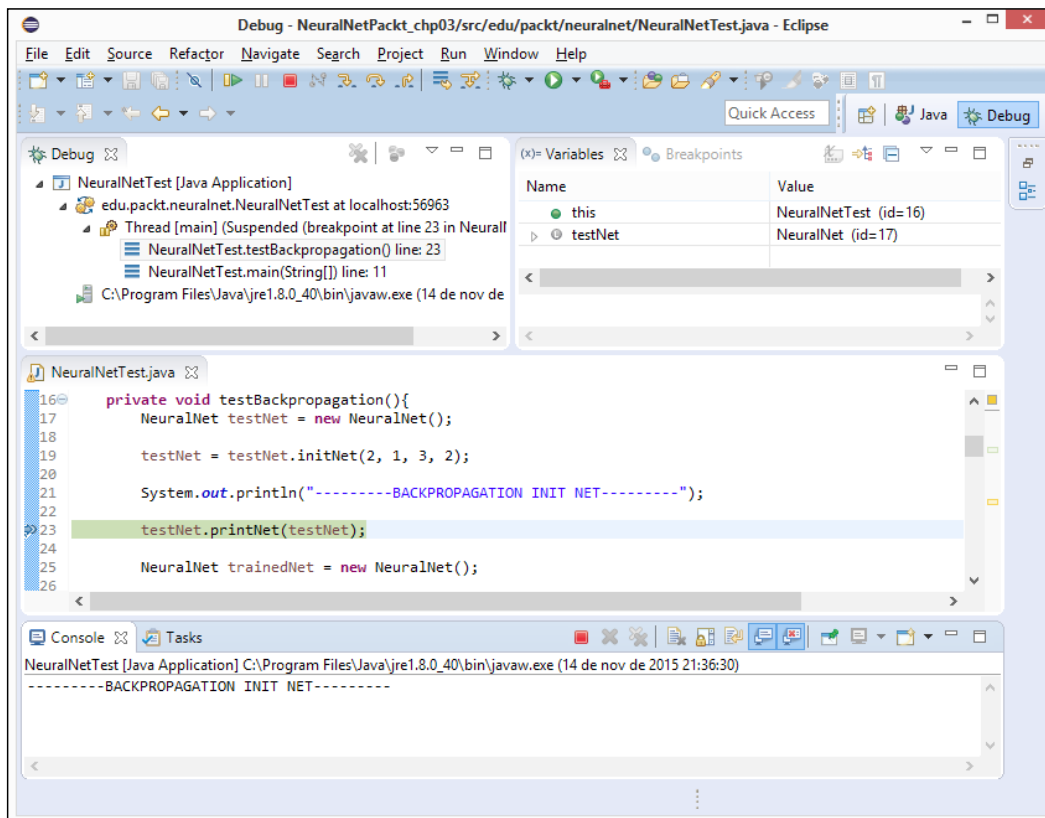 Debug - NeuralNetPackt_chp03/src/edu/packt/neuralnet/NeuralNetTest.java - Eclipse
File Edit Source Refactor Navigate Search Project Run Window Help
Quick Access Java Debug
Debug
NeuralNetTest [Java Application]
edu.packt.neuralnet.NeuralNetTest at localhost:56963
Thread [main] (Suspended (breakpoint at line 23 in Neural
NeuralNetTest.testBackpropagation() line: 23
NeuralNetTest.main(String[]) line: 11
C:\Program Files\Java\jre1.8.0_40\bin\javaw.exe (14 de nov de
(x)= Variables Breakpoints
Name Value
this NeuralNetTest (id=16)
testNet NeuralNet (id=17)
NeuralNetTest.java
16 private void testBackpropagation(){
17 NeuralNet testNet = new NeuralNet();
18
19 testNet = testNet.initNet(2, 1, 3, 2);
20
21 System.out.println("---------BACKPROPAGATION INIT NET---------");
22
23 testNet.printNet(testNet);
24
25 NeuralNet trainedNet = new NeuralNet();
26
Console Tasks
NeuralNetTest [Java Application] C:\Program Files\Java\jre1.8.0_40\bin\javaw.exe (14 de nov de 2015 21:36:30)
---------BACKPROPAGATION INIT NET---------